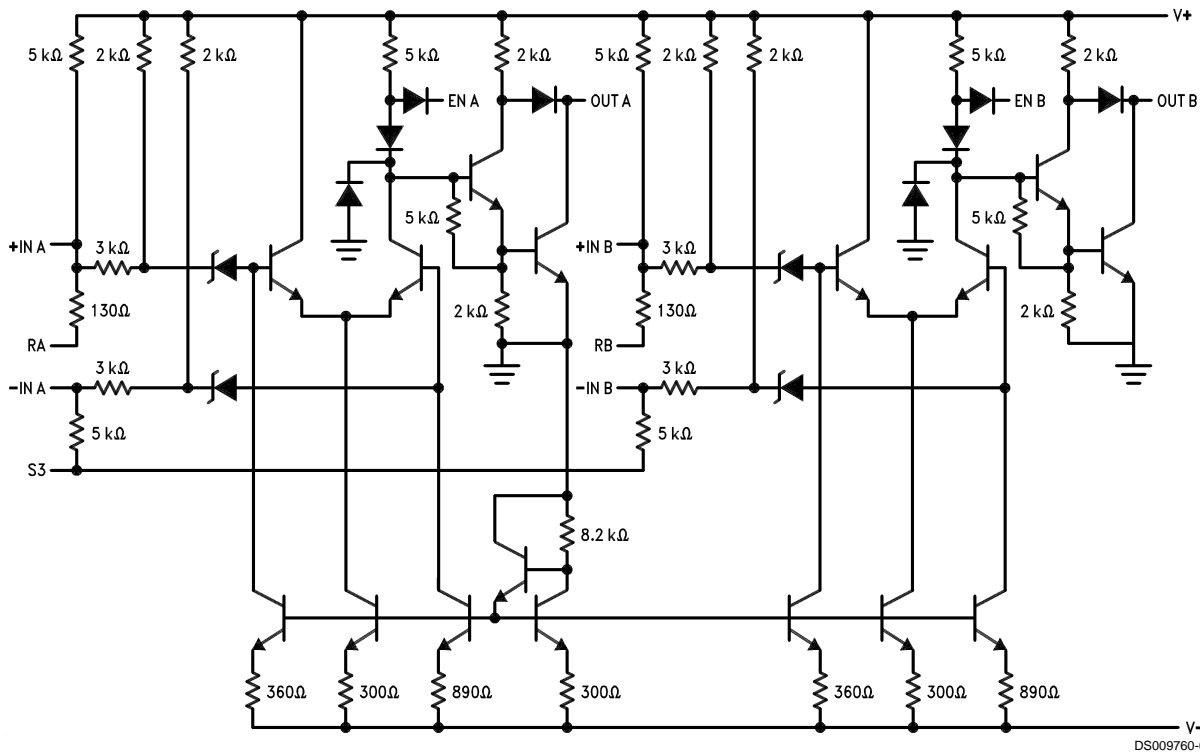 V+
5 kΩ 2 kΩ 2 kΩ 5 kΩ 2 kΩ 5 kΩ 2 kΩ 2 kΩ 5 kΩ 2 kΩ
EN A OUT A EN B OUT B
5 kΩ 5 kΩ
+IN A 3 kΩ +IN B 3 kΩ
130Ω 2 kΩ 130Ω 2 kΩ
RA RB
3 kΩ 3 kΩ
−IN A −IN B
5 kΩ 5 kΩ
S3
8.2 kΩ
360Ω 300Ω 890Ω 300Ω 360Ω 300Ω 890Ω
V−